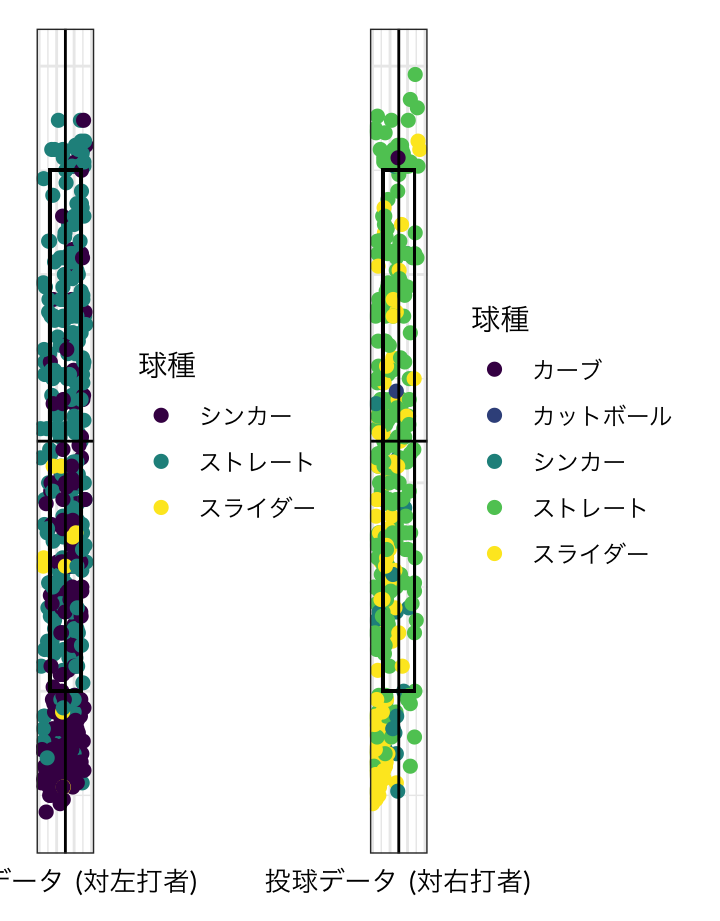 球種
シンカー
ストレート
スライダー
データ (対左打者)
球種
カーブ
カットボール
シンカー
ストレート
スライダー
投球データ (対右打者)